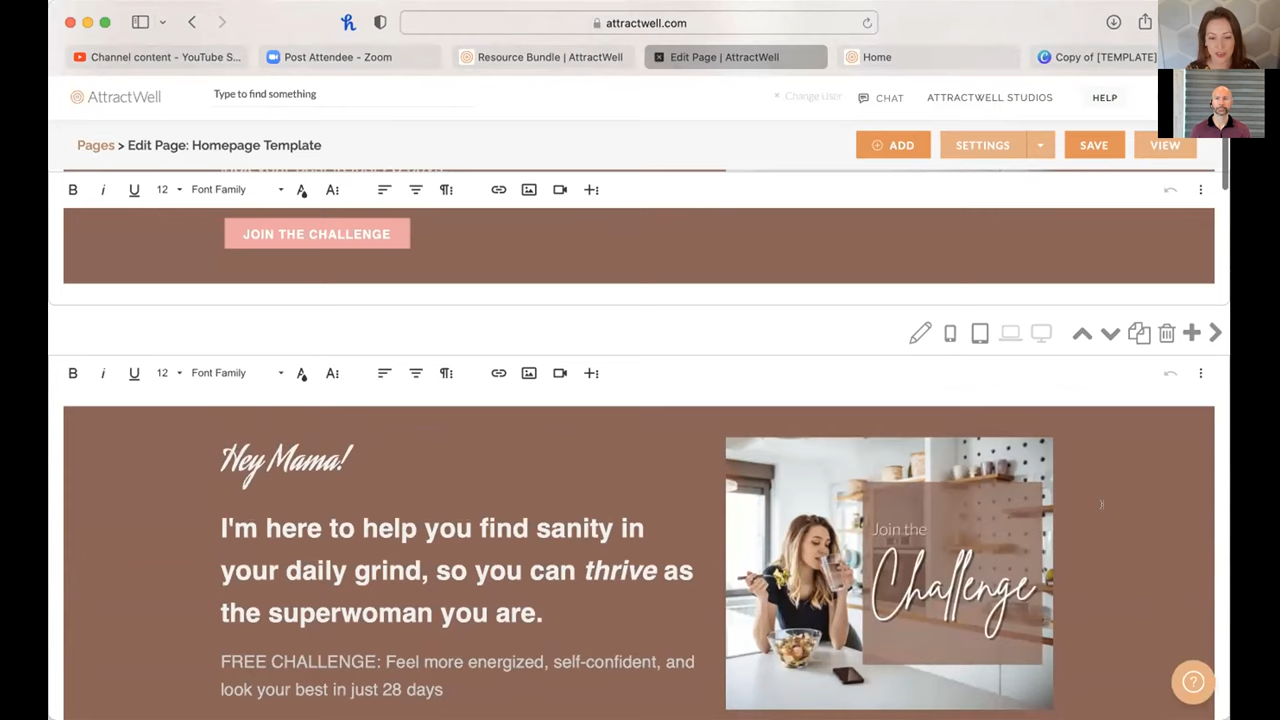 attractwell.com
Channel content - YouTube S...
Post Attendee - Zoom
Resource Bundle | AttractWell
Edit Page | AttractWell
Home
Copy of [TEMPLATE]
AttractWell
Type to find something
× Change User
CHAT
ATTRACTWELL STUDIOS
HELP
Pages > Edit Page: Homepage Template
ADD
SETTINGS
SAVE
VIEW
B i U 12 Font Family
JOIN THE CHALLENGE
B i U 12 Font Family
Hey Mama!
I'm here to help you find sanity in
your daily grind, so you can thrive as
the superwoman you are.
FREE CHALLENGE: Feel more energized, self-confident, and
look your best in just 28 days
Join the
Challenge